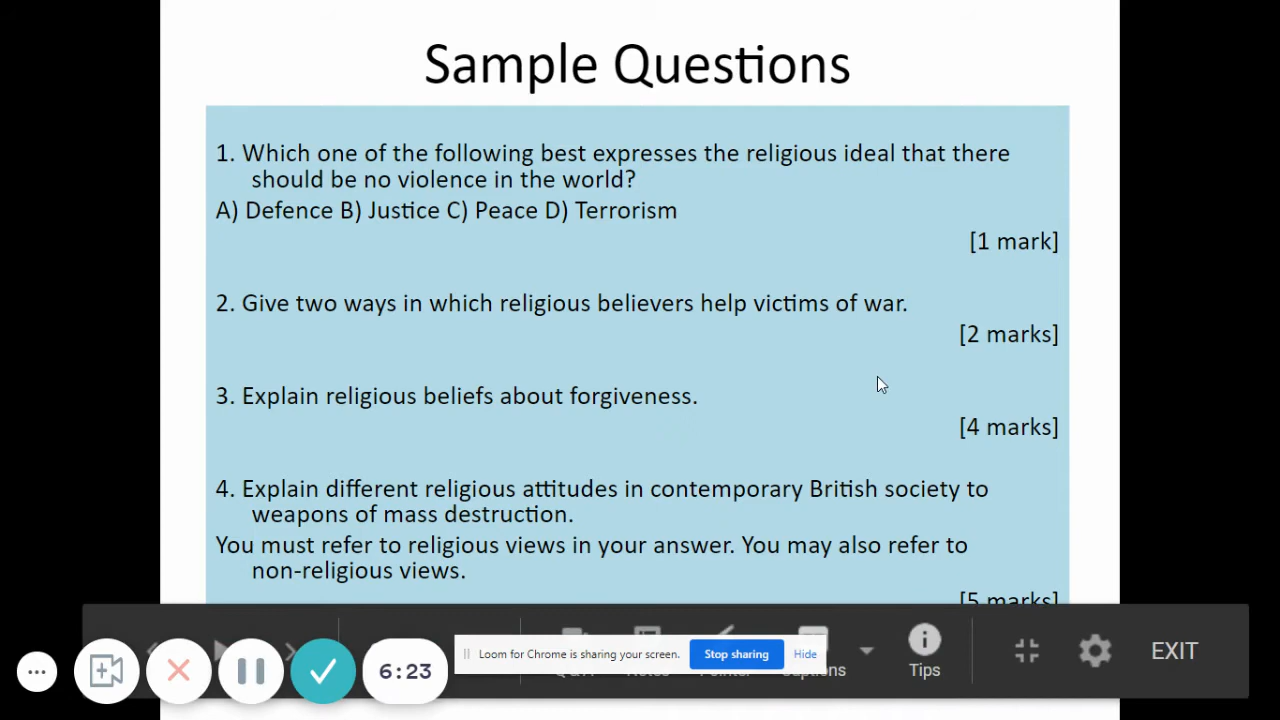 Sample Questions
1. Which one of the following best expresses the religious ideal that there
should be no violence in the world?
A) Defence B) Justice C) Peace D) Terrorism
[1 mark]
2. Give two ways in which religious believers help victims of war.
[2 marks]
3. Explain religious beliefs about forgiveness.
[4 marks]
4. Explain different religious attitudes in contemporary British society to
weapons of mass destruction.
You must refer to religious views in your answer. You may also refer to
non-religious views.
[5 marks]
6:23
Loom for Chrome is sharing your screen. Stop sharing Hide
Tips
EXIT